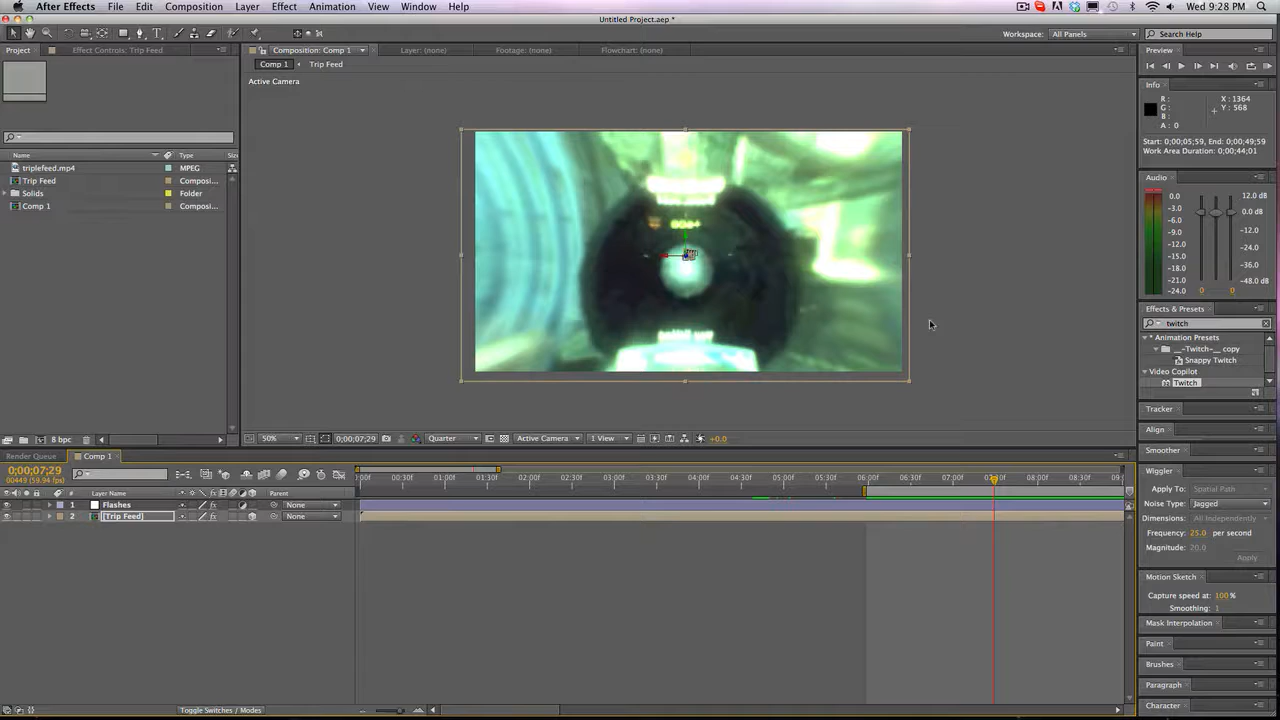 After Effects File Edit Composition Layer Effect Animation View Window Help Wed 9:28 PM
Untitled Project.aep *
Workspace: All Panels Search Help
Project Effect Controls: Trip Feed Composition: Comp 1 Layer: (none) Footage: (none) Flowchart: (none) Preview
Comp 1 Trip Feed
Active Camera
Info
R: X: 1364
G: Y: 568
B:
A: 0
Start: 0;00;05;59, End: 0;00;49;59
Work Area Duration: 0;00;44;01
Name Type Size
triplefeed.mp4 MPEG
Trip Feed Composi...
Solids Folder
Comp 1 Composi...
Audio
0.0 12.0 dB
-3.0 6.0
-6.0 0.0 dB
-9.0 -6.0
-12.0 -12.0
-15.0 -24.0
-18.0 -36.0
-21.0 -48.0 dB
-24.0 0 0
Effects & Presets
twitch
* Animation Presets
__-Twitch-__ copy
Snappy Twitch
Video Copilot
Twitch
Tracker
Align
Smoother
8 bpc 50% 0;00;07;29 Quarter Active Camera 1 View +0.0
Render Queue Comp 1
0;00;07;29
00449 (59.94 fps)
:00f 00:30f 01:00f 01:30f 02:00f 02:30f 03:00f 03:30f 04:00f 04:30f 05:00f 05:30f 06:00f 06:30f 07:00f 07:30f 08:00f 08:30f 09:
# Layer Name Parent
1 Flashes None
2 [Trip Feed] None
Wiggler
Apply To: Spatial Path
Noise Type: Jagged
Dimensions: All Independently
Frequency: 25.0 per second
Magnitude: 20.0
Apply
Motion Sketch
Capture speed at: 100 %
Smoothing: 1
Mask Interpolation
Paint
Brushes
Paragraph
Character
Toggle Switches / Modes